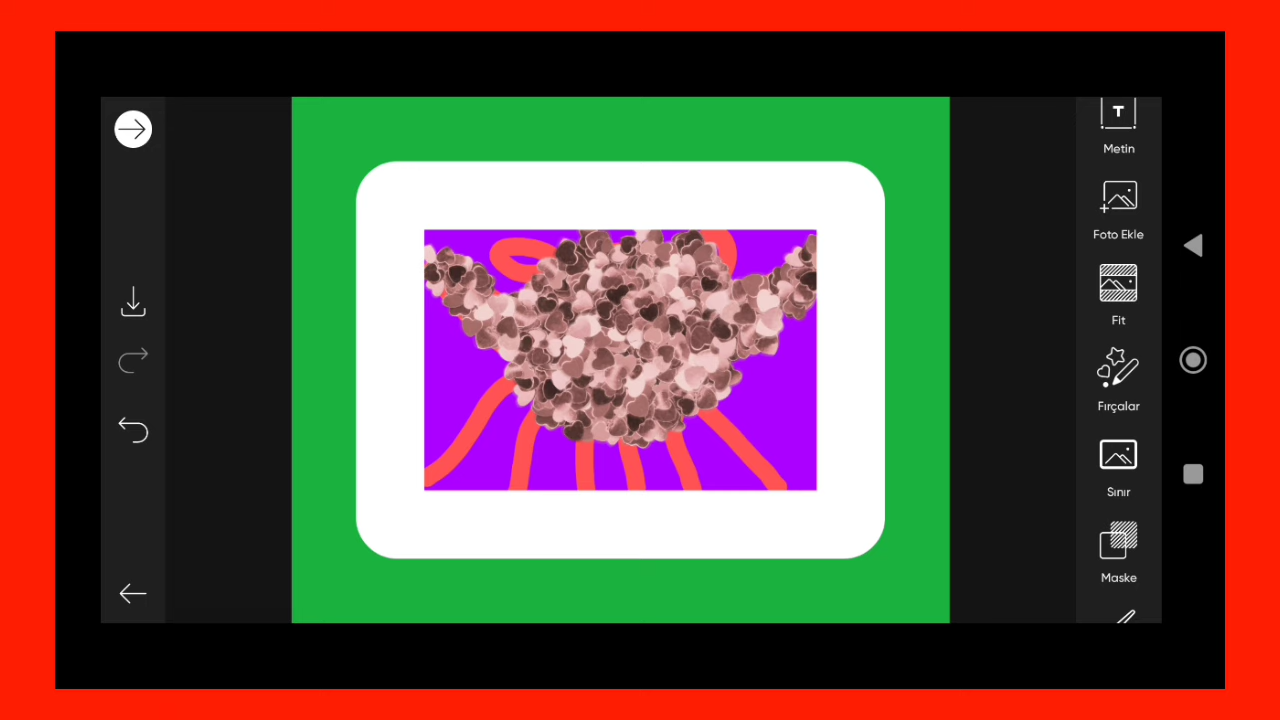 T
Metin
Foto Ekle
Fit
Fırçalar
Sınır
Maske